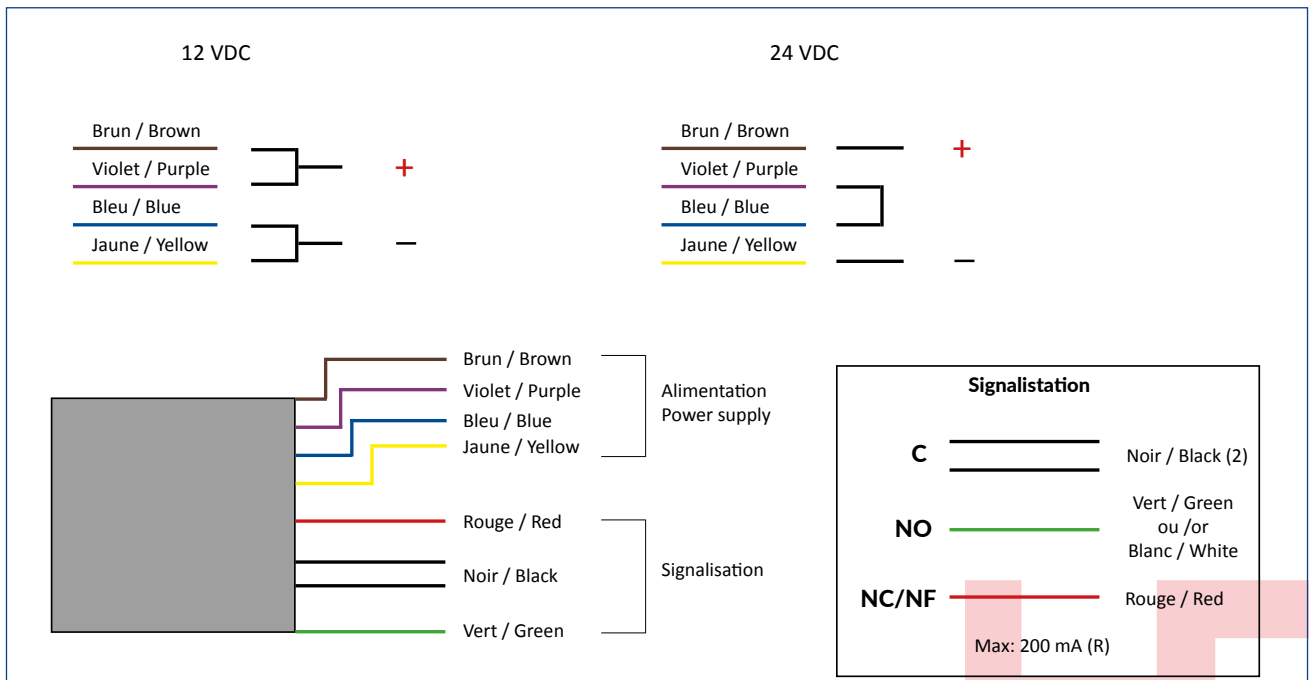 12 VDC
24 VDC
Brun / Brown
Violet / Purple
Bleu / Blue
Jaune / Yellow
+
–
Brun / Brown
Violet / Purple
Bleu / Blue
Jaune / Yellow
+
–
Brun / Brown
Violet / Purple
Bleu / Blue
Jaune / Yellow
Alimentation
Power supply
Rouge / Red
Noir / Black
Vert / Green
Signalisation
Signalistation
C
Noir / Black (2)
NO
Vert / Green
ou /or
Blanc / White
NC/NF
Rouge / Red
Max: 200 mA (R)